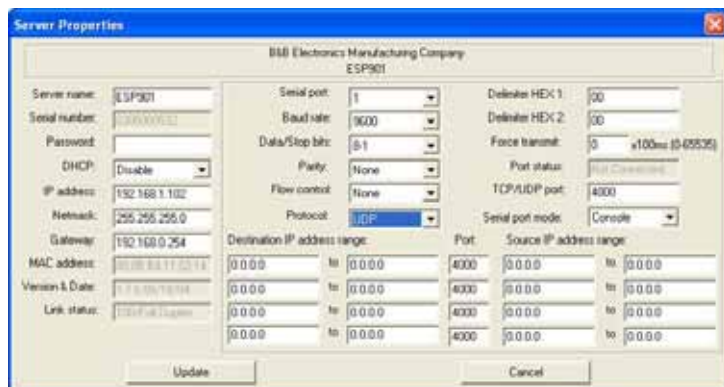 Server Properties
B&B Electronics Manufacturing Company
ESP901
Server name: ESP901
Serial number:
Password:
DHCP: Disable
IP address: 192.168.1.102
Netmask: 255.255.255.0
Gateway: 192.168.0.254
MAC address:
Version & Date:
Link status: 100/Full Duplex
Serial port: 1
Baud rate: 9600
Data/Stop bits: 8-1
Parity: None
Flow control: None
Protocol: UDP
Delimiter HEX 1: 00
Delimiter HEX 2: 00
Force transmit: 0 x100ms (0-65535)
Port status: Not Connected
TCP/UDP port: 4000
Serial port mode: Console
Destination IP address range: Port Source IP address range:
0.0.0.0 to 0.0.0.0 4000 0.0.0.0 to 0.0.0.0
0.0.0.0 to 0.0.0.0 4000 0.0.0.0 to 0.0.0.0
0.0.0.0 to 0.0.0.0 4000 0.0.0.0 to 0.0.0.0
0.0.0.0 to 0.0.0.0 4000 0.0.0.0 to 0.0.0.0
Update Cancel